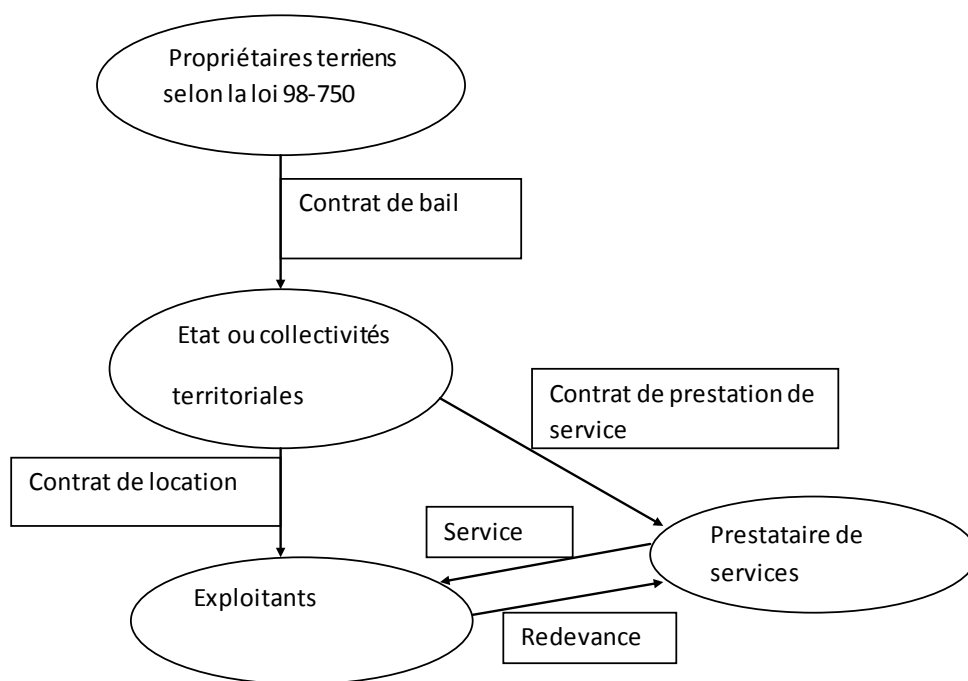 Propriétaires terriens
selon la loi 98-750
Contrat de bail
Etat ou collectivités
territoriales
Contrat de prestation de
service
Contrat de location
Service
Prestataire de
services
Exploitants
Redevance